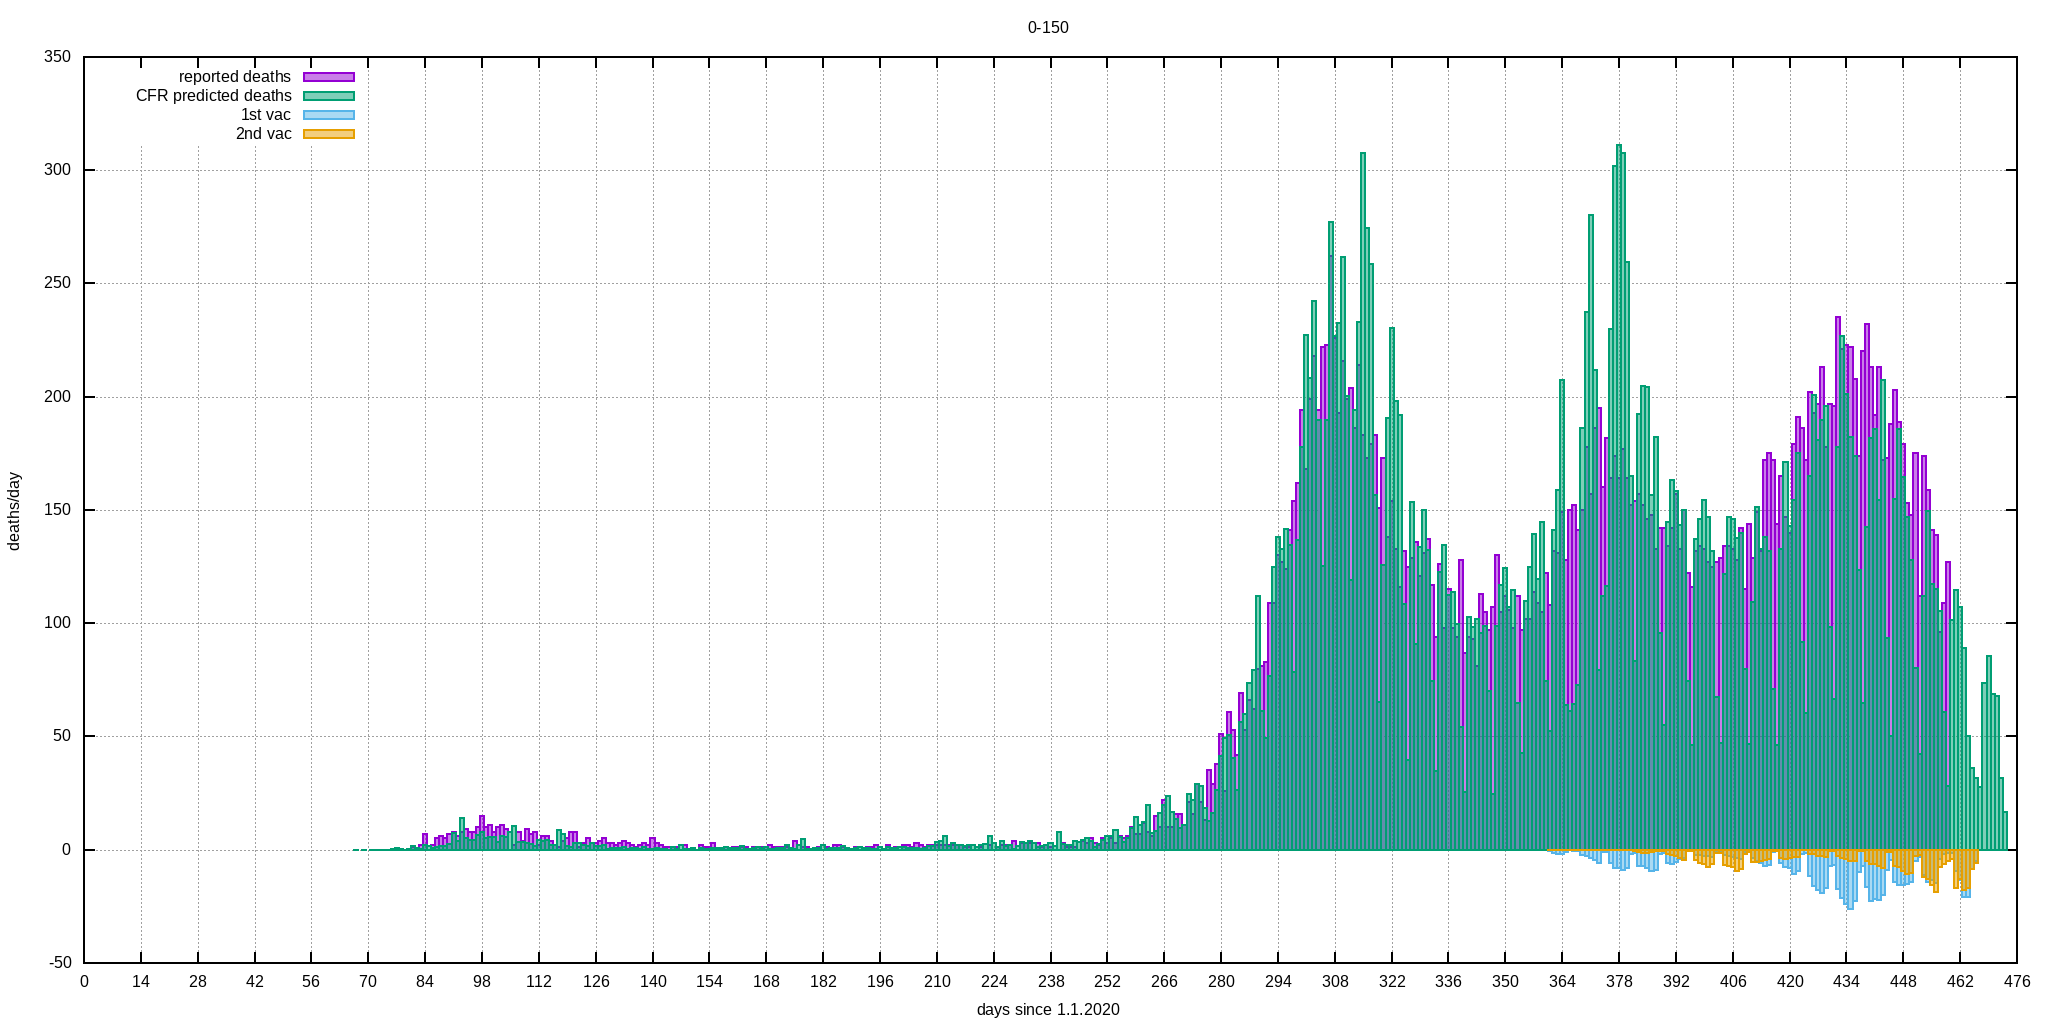 0-150
350
300
250
200
150
100
50
0
-50
deaths/day
reported deaths
CFR predicted deaths
1st vac
2nd vac
0 14 28 42 56 70 84 98 112 126 140 154 168 182 196 210 224 238 252 266 280 294 308 322 336 350 364 378 392 406 420 434 448 462 476
days since 1.1.2020